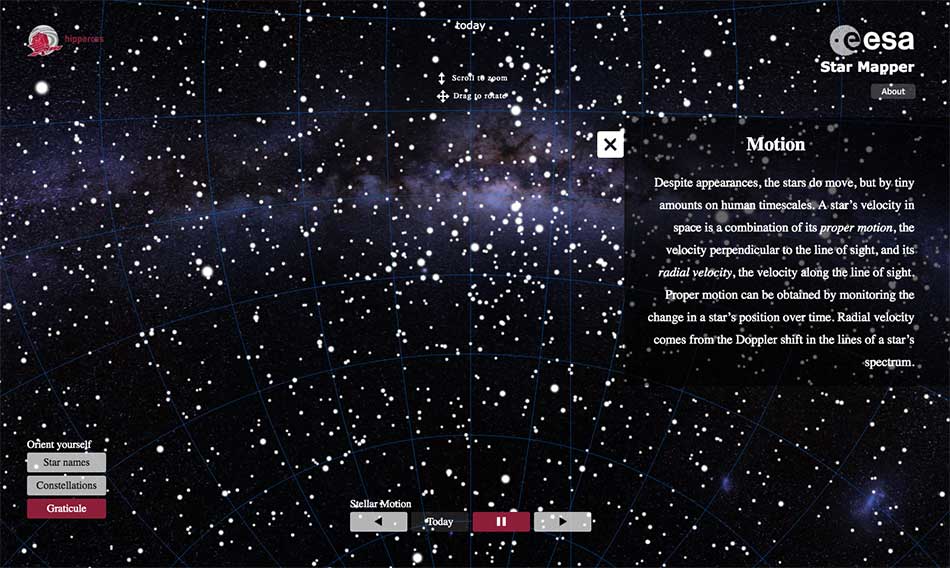 today
hipparcos
esa
Star Mapper
Scroll to zoom
Drag to rotate
About
Motion
Despite appearances, the stars do move, but by tiny
amounts on human timescales. A star’s velocity in
space is a combination of its proper motion, the
velocity perpendicular to the line of sight, and its
radial velocity, the velocity along the line of sight.
Proper motion can be obtained by monitoring the
change in a star’s position over time. Radial velocity
comes from the Doppler shift in the lines of a star’s
spectrum.
Orient yourself
Star names
Constellations
Graticule
Stellar Motion
Today